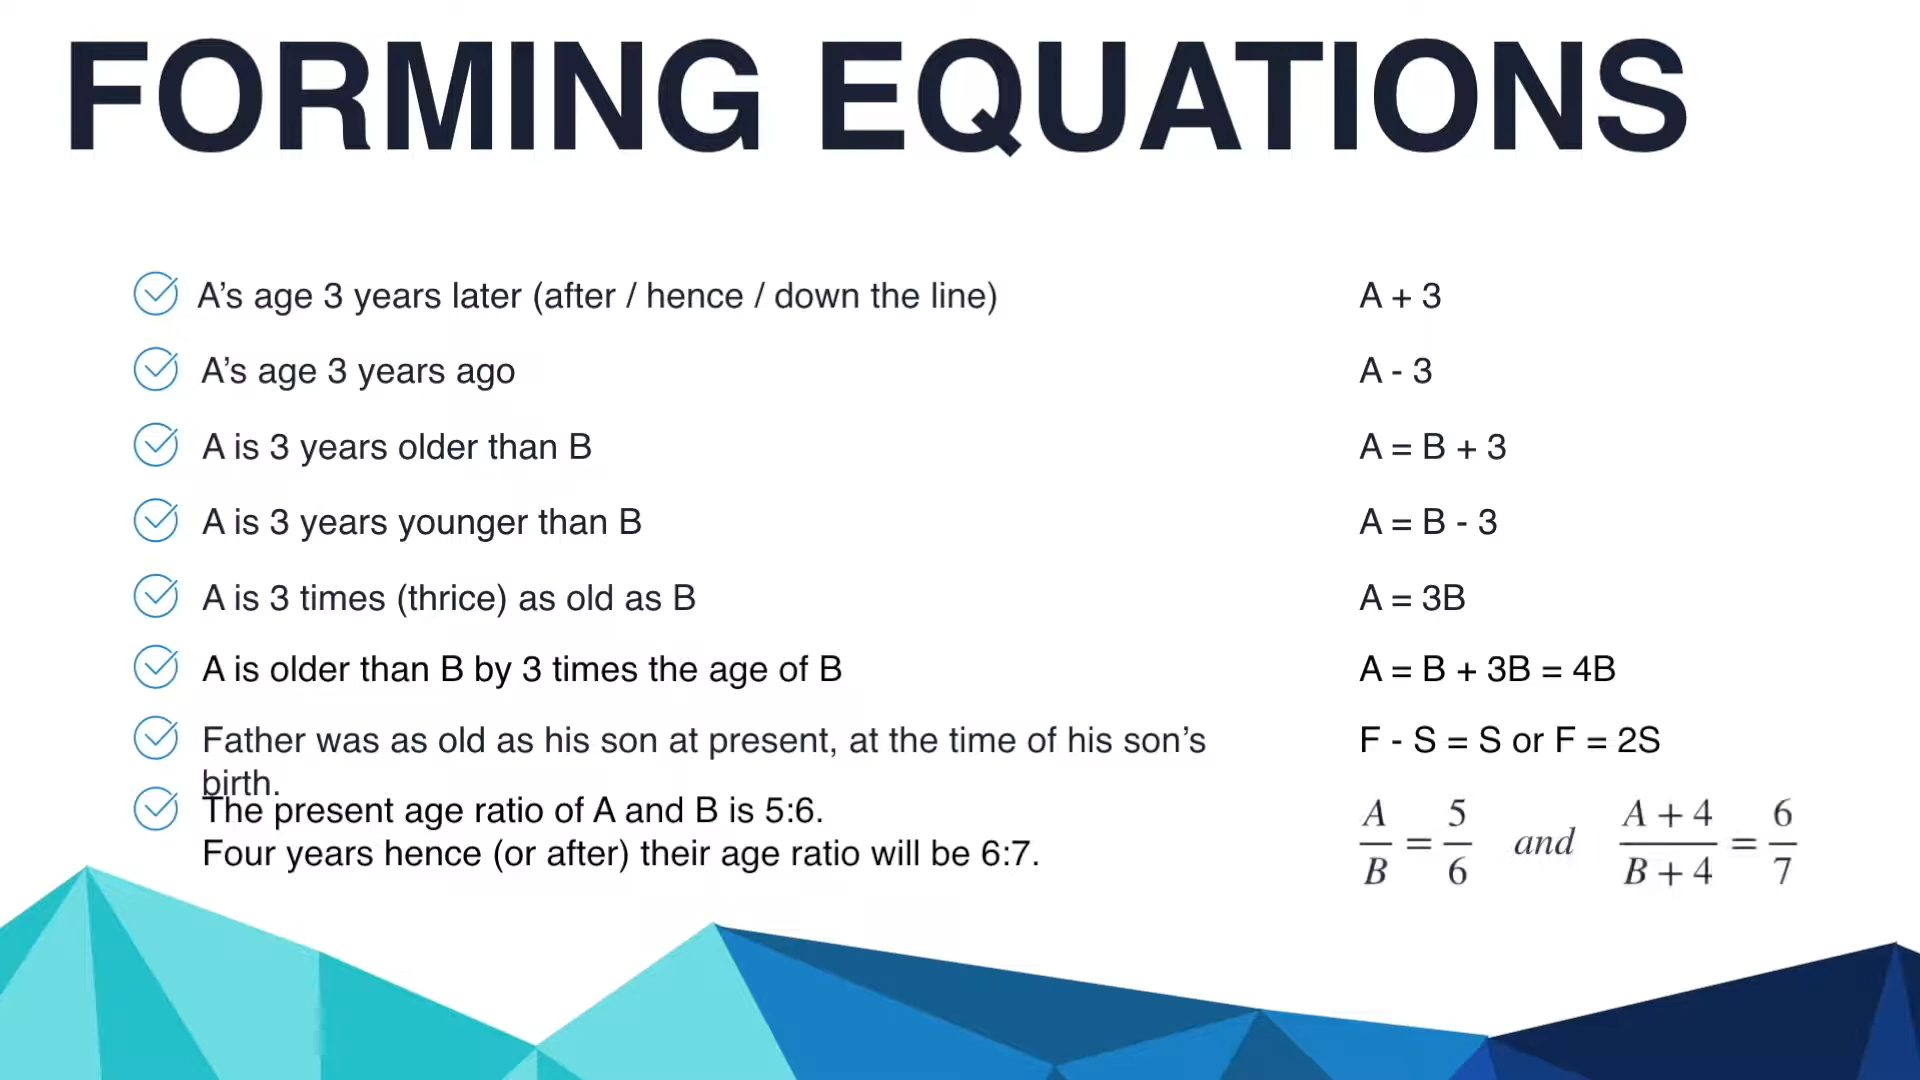 FORMING EQUATIONS
A’s age 3 years later (after / hence / down the line) A + 3
A’s age 3 years ago A - 3
A is 3 years older than B A = B + 3
A is 3 years younger than B A = B - 3
A is 3 times (thrice) as old as B A = 3B
A is older than B by 3 times the age of B A = B + 3B = 4B
Father was as old as his son at present, at the time of his son’s F - S = S or F = 2S
birth.
The present age ratio of A and B is 5:6.
Four years hence (or after) their age ratio will be 6:7.
A/B = 5/6 and A + 4/B + 4 = 6/7